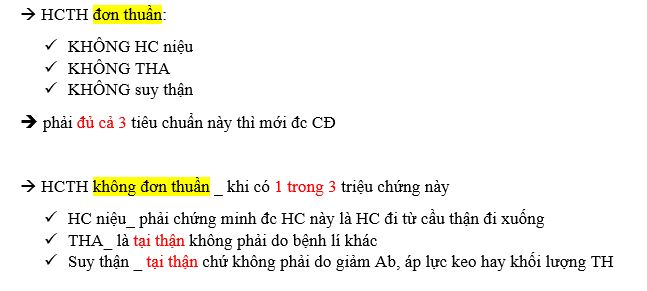 → HCTH đơn thuần:
✓ KHÔNG HC niệu
✓ KHÔNG THA
✓ KHÔNG suy thận
→ phải đủ cả 3 tiêu chuẩn này thì mới đc CĐ
→ HCTH không đơn thuần _ khi có 1 trong 3 triệu chứng này
✓ HC niệu_ phải chứng minh đc HC này là HC đi từ cầu thận đi xuống
✓ THA_ là tại thận không phải do bệnh lí khác
✓ Suy thận _ tại thận chứ không phải do giảm Ab, áp lực keo hay khối lượng TH